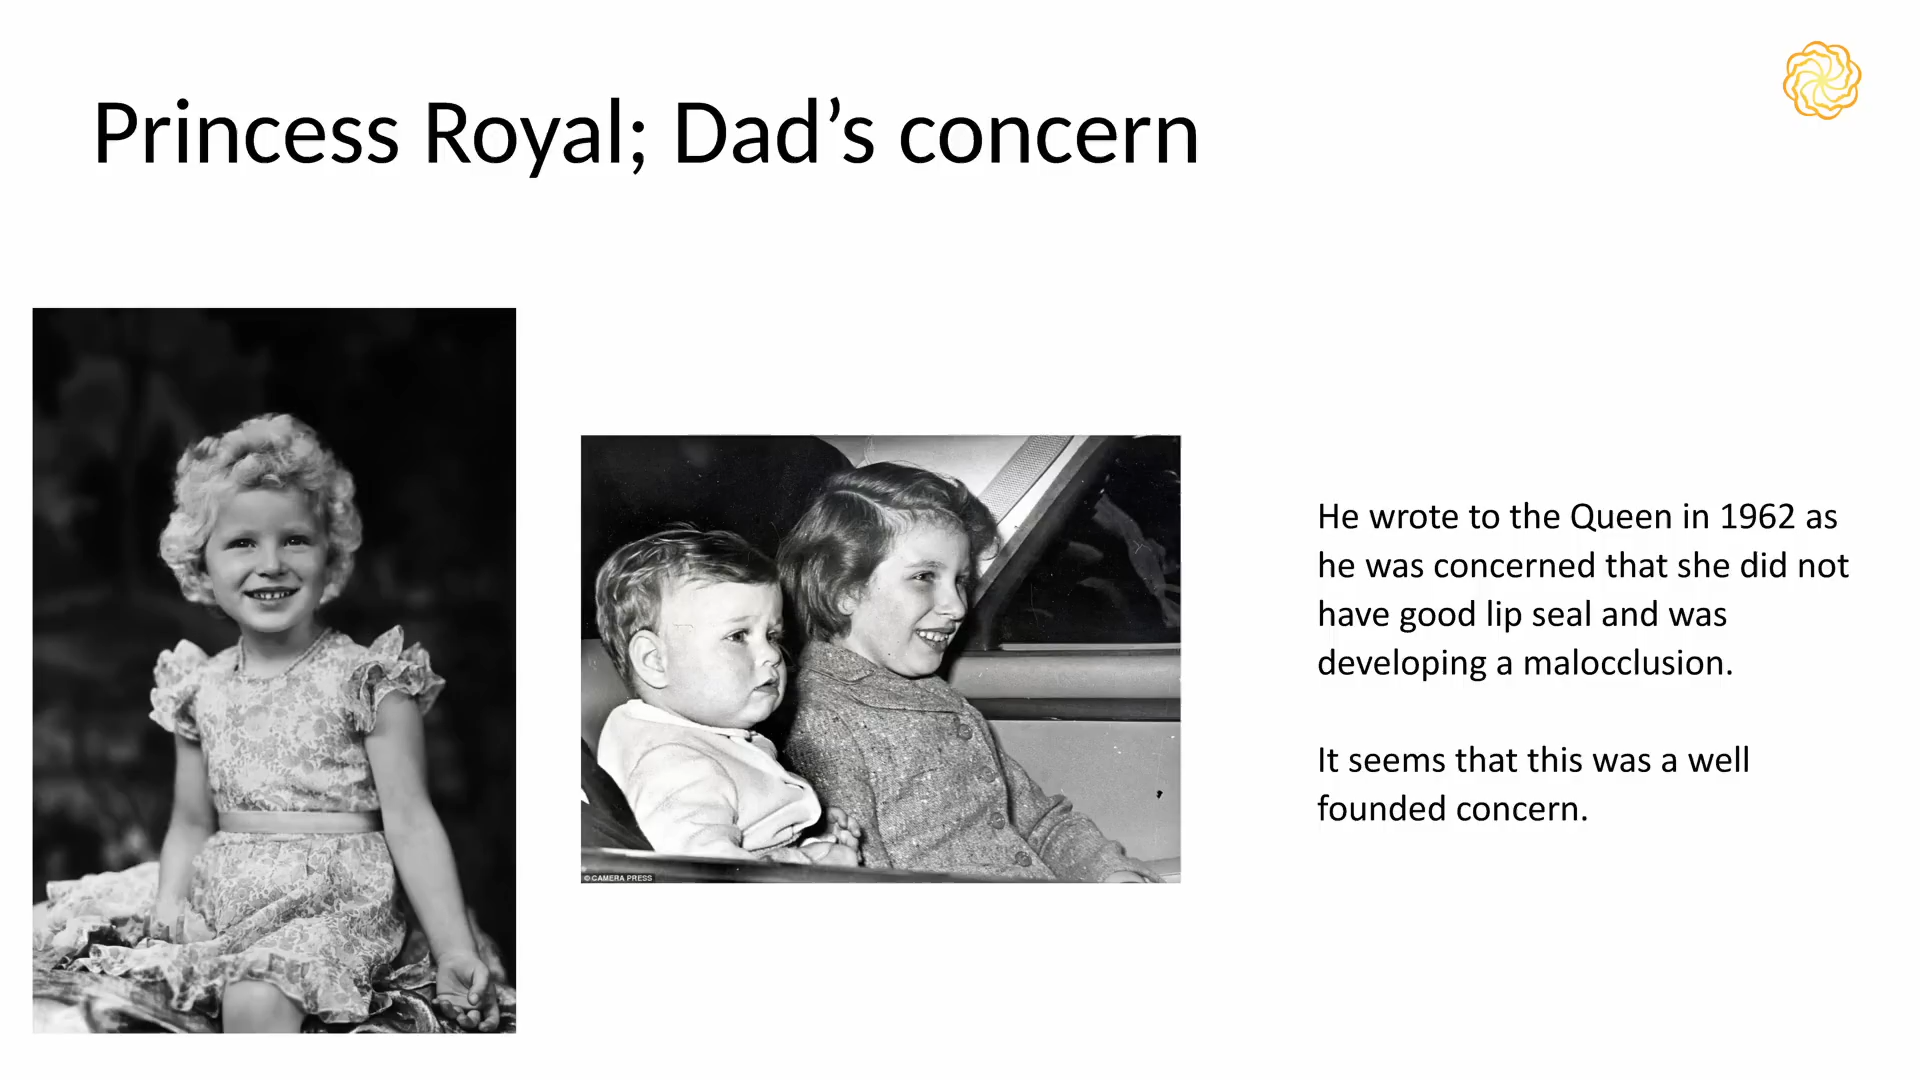 Princess Royal; Dad’s concern
He wrote to the Queen in 1962 as
he was concerned that she did not
have good lip seal and was
developing a malocclusion.
It seems that this was a well
founded concern.
© CAMERA PRESS